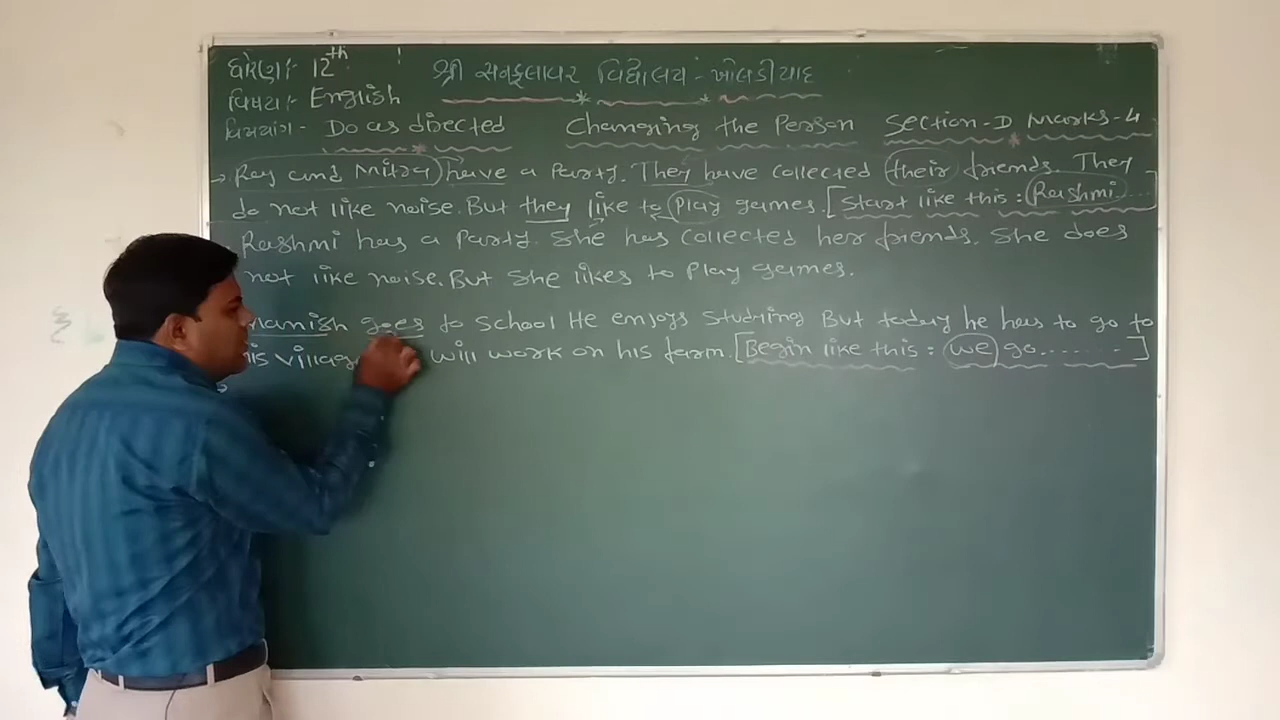 ધોરણ:- 12th
શ્રી સનફલાવર વિદ્યાલય - ખોલડીયાદ
વિષય:- English
વિભાગ:- Do as directed Changing the Person Section-D Marks-4
→ Ray and Mitra have a Party. They have collected their friends. They
do not like noise. But they like to play games. [Start like this : Rashmi.....]
Rashmi has a Party. She has collected her friends. She does
not like noise. But She likes to play games.
Manish goes to School He enjoys Studying But today he has to go to
his village will work on his farm. [Begin like this : we go........]